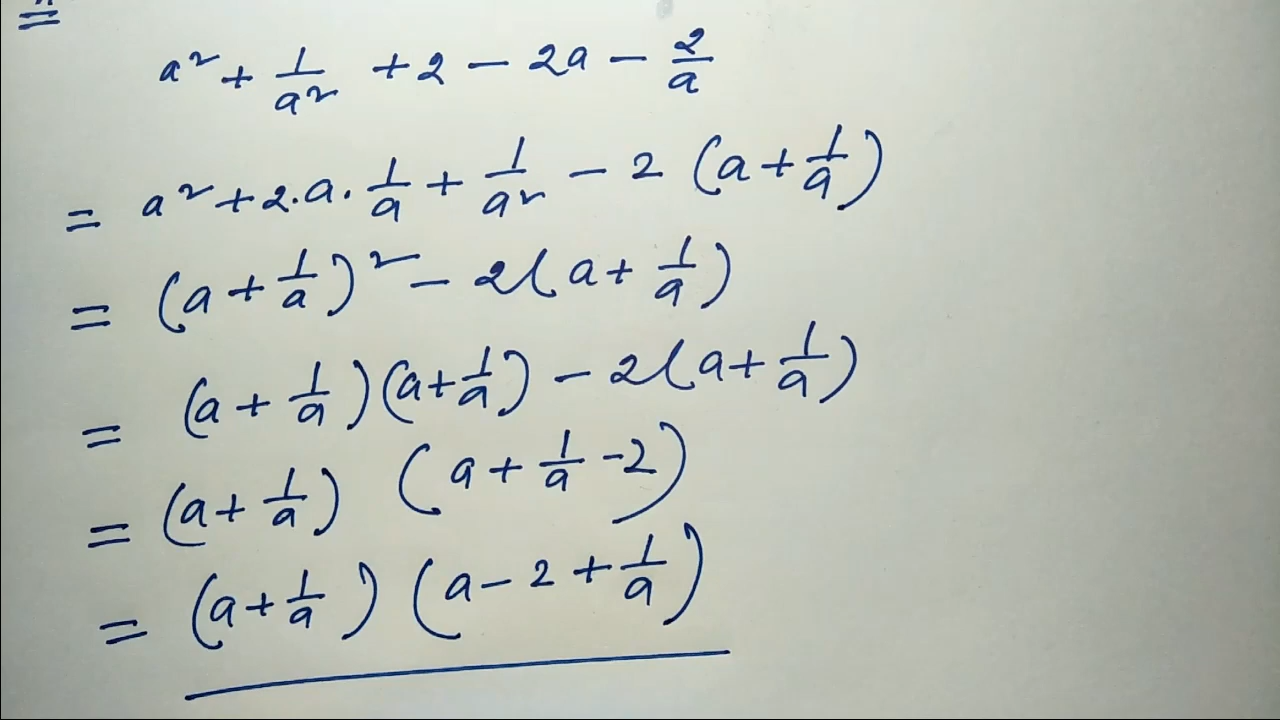 a² + 1/a² + 2 - 2a - 2/a
= a² + 2.a. 1/a + 1/a² - 2 (a + 1/a)
= (a + 1/a)² - 2(a + 1/a)
= (a + 1/a)(a + 1/a) - 2(a + 1/a)
= (a + 1/a) (a + 1/a - 2)
= (a + 1/a) (a - 2 + 1/a)